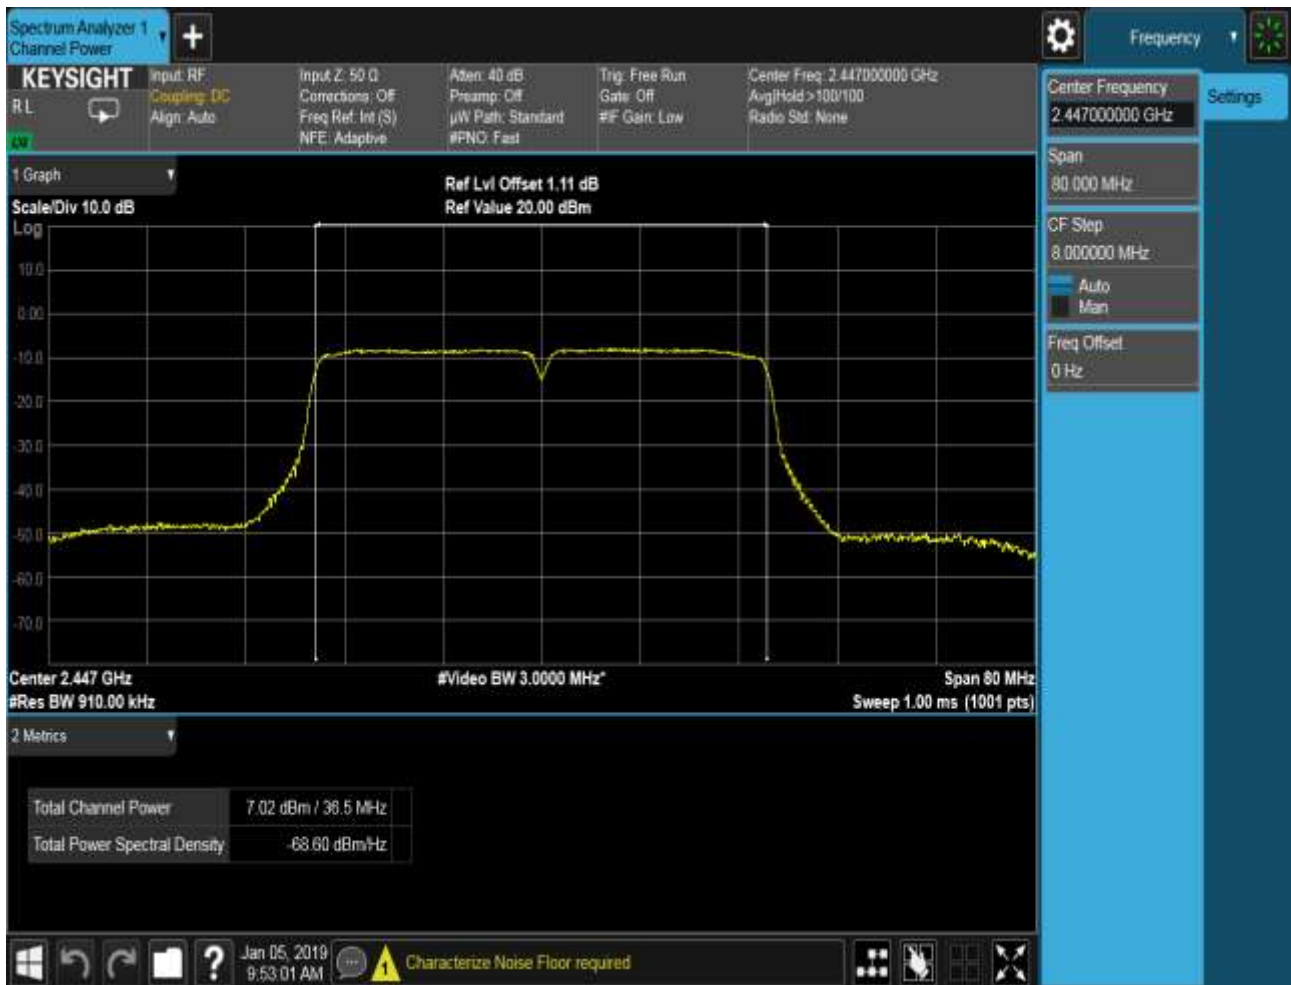 Spectrum Analyzer 1
Channel Power
Frequency
KEYSIGHT
R L
Input: RF
Coupling: DC
Align: Auto
Input Z: 50 Ω
Corrections: Off
Freq Ref: Int (S)
NFE: Adaptive
Atten: 40 dB
Preamp: Off
µW Path: Standard
#PNO: Fast
Trig: Free Run
Gate: Off
#IF Gain: Low
Center Freq: 2.447000000 GHz
Avg|Hold:>100/100
Radio Std: None
Center Frequency
2.447000000 GHz
Settings
Span
80.000 MHz
CF Step
8.000000 MHz
Auto
Man
Freq Offset
0 Hz
1 Graph
Scale/Div 10.0 dB
Ref Lvl Offset 1.11 dB
Ref Value 20.00 dBm
Log
10.0
0.00
-10.0
-20.0
-30.0
-40.0
-50.0
-60.0
-70.0
Center 2.447 GHz
#Res BW 910.00 kHz
#Video BW 3.0000 MHz*
Span 80 MHz
Sweep 1.00 ms (1001 pts)
2 Metrics
Total Channel Power 7.02 dBm / 36.5 MHz
Total Power Spectral Density -68.60 dBm/Hz
?
Jan 05, 2019
9:53:01 AM
1
Characterize Noise Floor required